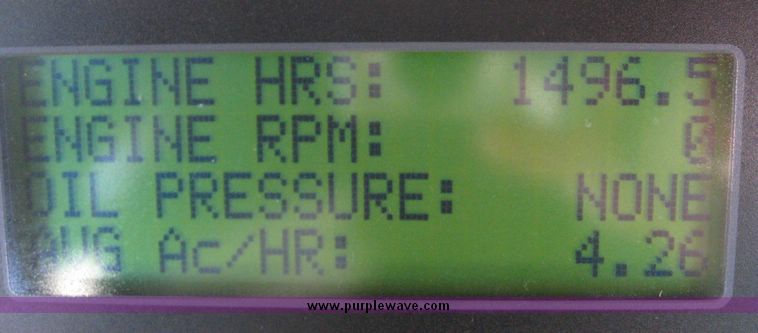 ENGINE HRS: 1496.5
ENGINE RPM: 0
OIL PRESSURE: NONE
AVG Ac/HR: 4.26
www.purplewave.com